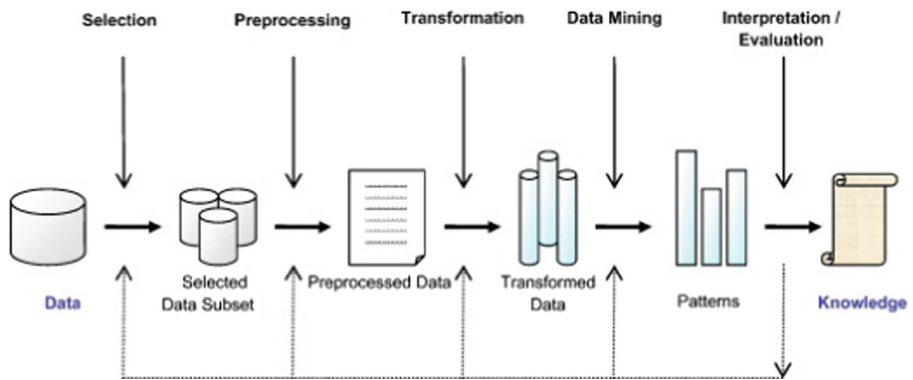 Selection
Preprocessing
Transformation
Data Mining
Interpretation /
Evaluation
Data
Selected
Data Subset
Preprocessed Data
Transformed
Data
Patterns
Knowledge